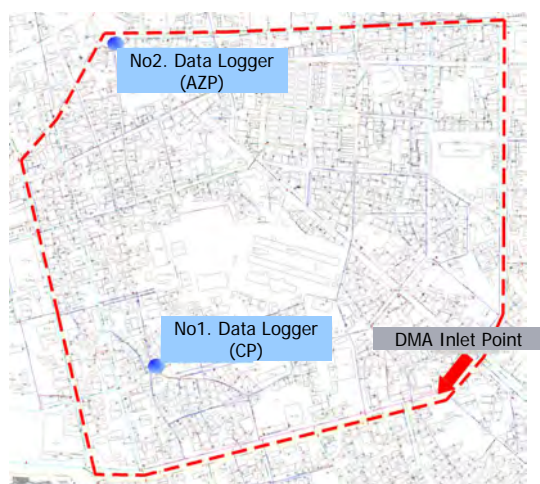 No2. Data Logger
(AZP)
No1. Data Logger
(CP)
DMA Inlet Point